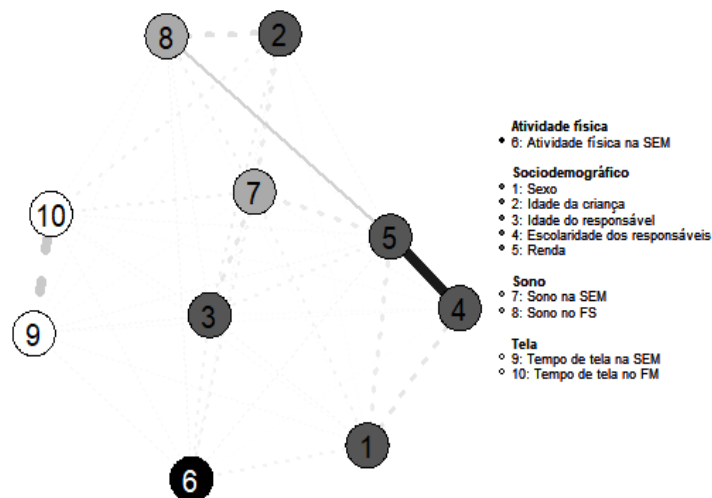 8
2
7
10
5
3
4
9
1
6
Atividade física
6: Atividade física na SEM
Sociodemográfico
1: Sexo
2: Idade da criança
3: Idade do responsável
4: Escolaridade dos responsáveis
5: Renda
Sono
7: Sono na SEM
8: Sono no FS
Tela
9: Tempo de tela na SEM
10: Tempo de tela no FM